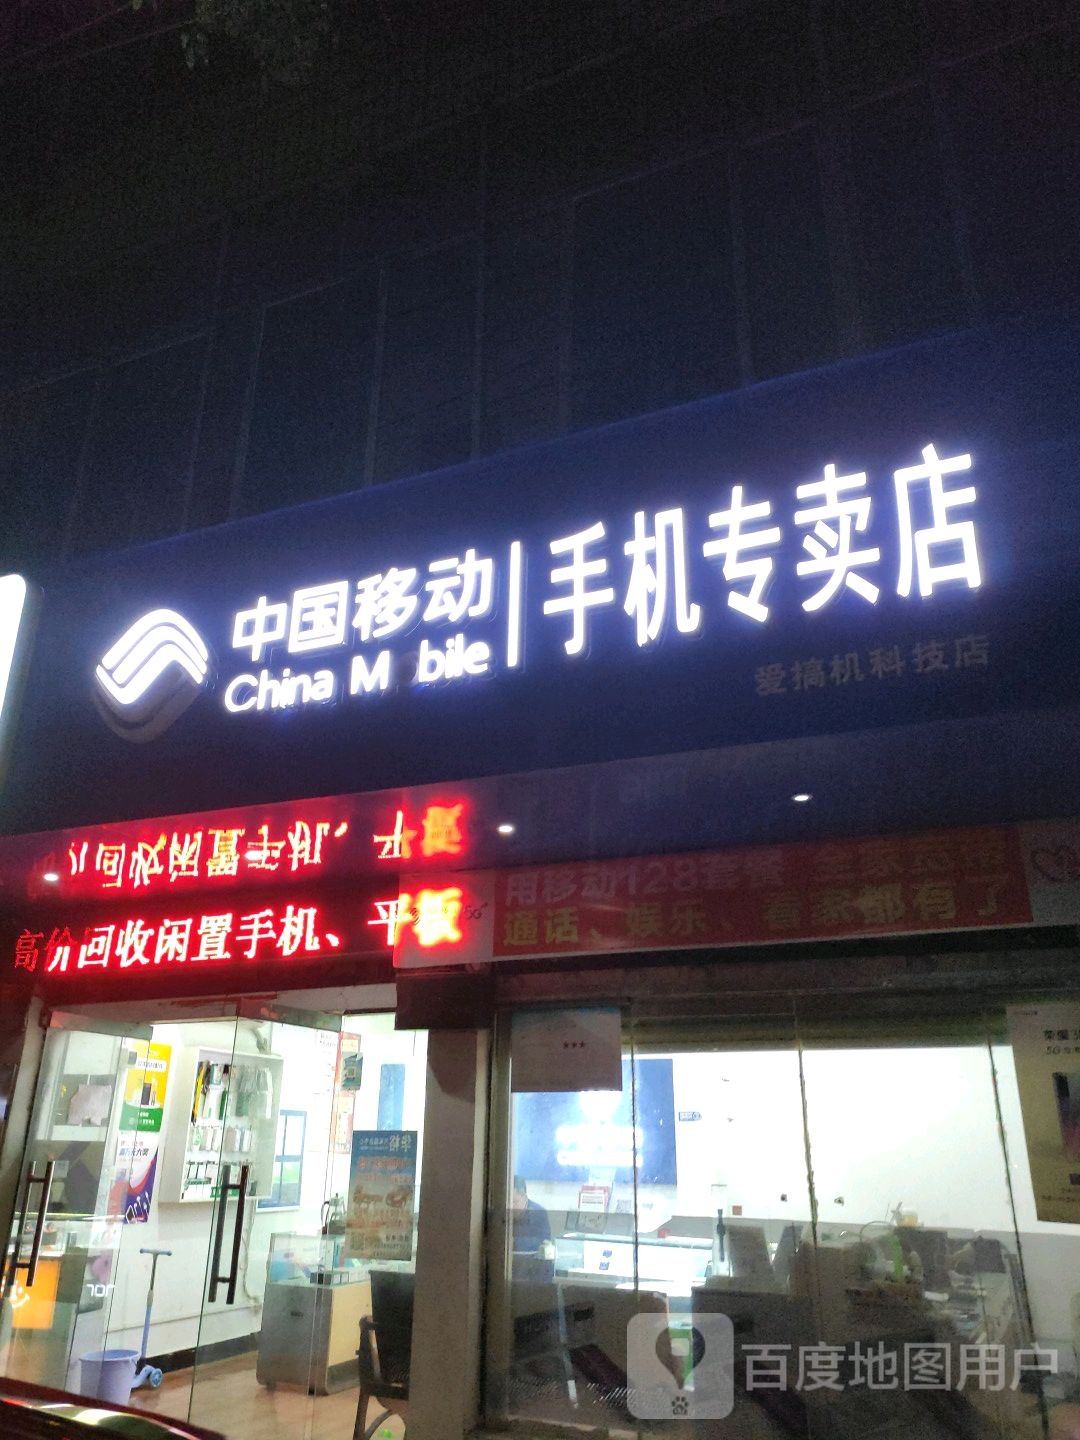 中国移动
China M bile
手机专卖店
爱搞机科技店
高价回收闲置手机、平板
用移动128套餐
通话、娱乐、看家都有了
百度地图用户